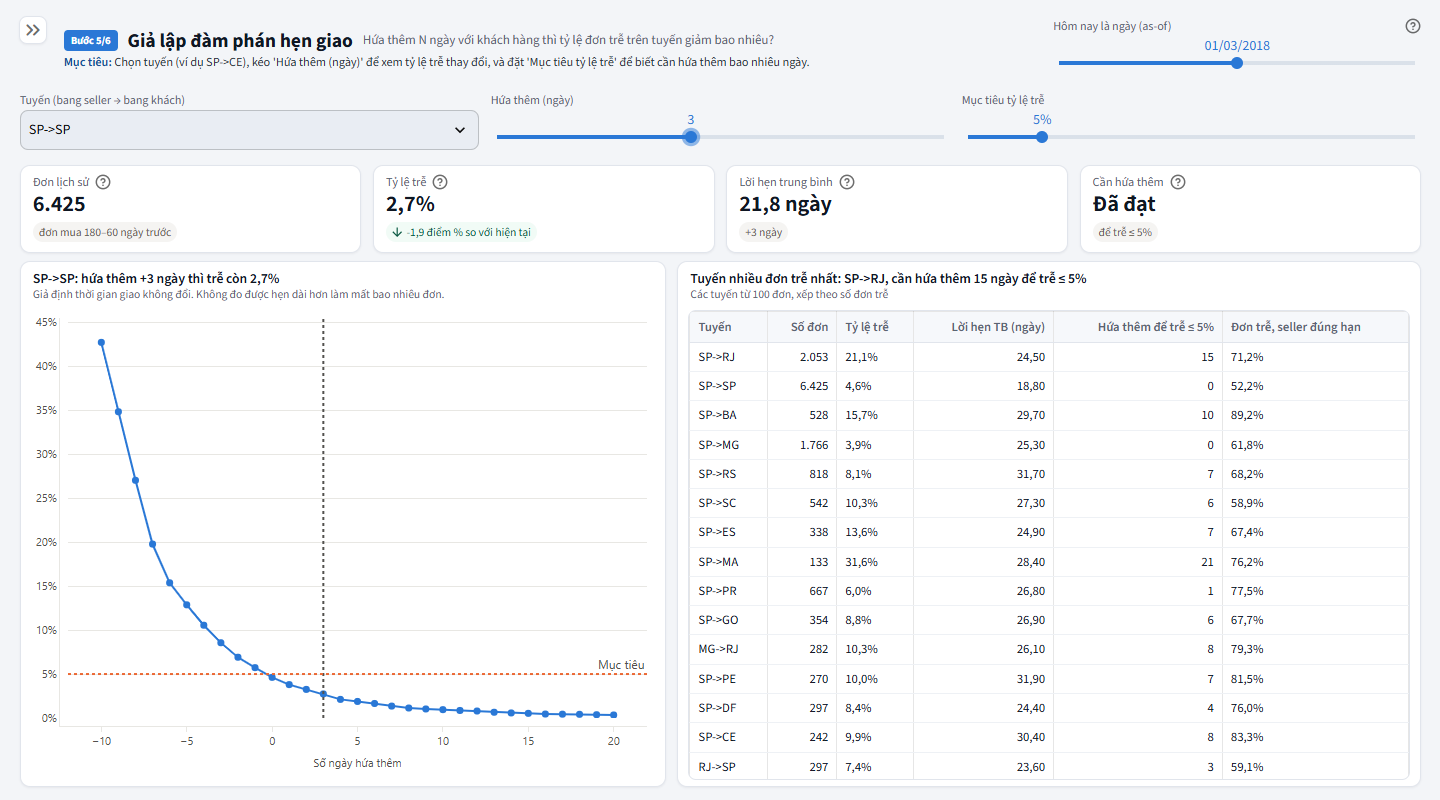 Bước 5/6 Giả lập đàm phán hẹn giao Hứa thêm N ngày với khách hàng thì tỷ lệ đơn trễ trên tuyến giảm bao nhiêu?
Mục tiêu: Chọn tuyến (ví dụ SP->CE), kéo 'Hứa thêm (ngày)' để xem tỷ lệ trễ thay đổi, và đặt 'Mục tiêu tỷ lệ trễ' để biết cần hứa thêm bao nhiêu ngày.
Hôm nay là ngày (as-of)
01/03/2018
Tuyến (bang seller → bang khách)
SP->SP
Hứa thêm (ngày)
3
Mục tiêu tỷ lệ trễ
5%
Đơn lịch sử
6.425
đơn mua 180–60 ngày trước
Tỷ lệ trễ
2,7%
↓ -1,9 điểm % so với hiện tại
Lời hẹn trung bình
21,8 ngày
+3 ngày
Cần hứa thêm
Đã đạt
để trễ ≤ 5%
SP->SP: hứa thêm +3 ngày thì trễ còn 2,7%
Giả định thời gian giao không đổi. Không đo được hẹn dài hơn làm mất bao nhiêu đơn.
45%
40%
35%
30%
25%
20%
15%
10%
5%
0%
Mục tiêu
−10 −5 0 5 10 15 20
Số ngày hứa thêm
Tuyến nhiều đơn trễ nhất: SP->RJ, cần hứa thêm 15 ngày để trễ ≤ 5%
Các tuyến từ 100 đơn, xếp theo số đơn trễ
Tuyến Số đơn Tỷ lệ trễ Lời hẹn TB (ngày) Hứa thêm để trễ ≤ 5% Đơn trễ, seller đúng hạn
SP->RJ 2.053 21,1% 24,50 15 71,2%
SP->SP 6.425 4,6% 18,80 0 52,2%
SP->BA 528 15,7% 29,70 10 89,2%
SP->MG 1.766 3,9% 25,30 0 61,8%
SP->RS 818 8,1% 31,70 7 68,2%
SP->SC 542 10,3% 27,30 6 58,9%
SP->ES 338 13,6% 24,90 7 67,4%
SP->MA 133 31,6% 28,40 21 76,2%
SP->PR 667 6,0% 26,80 1 77,5%
SP->GO 354 8,8% 26,90 6 67,7%
MG->RJ 282 10,3% 26,10 8 79,3%
SP->PE 270 10,0% 31,90 7 81,5%
SP->DF 297 8,4% 24,40 4 76,0%
SP->CE 242 9,9% 30,40 8 83,3%
RJ->SP 297 7,4% 23,60 3 59,1%